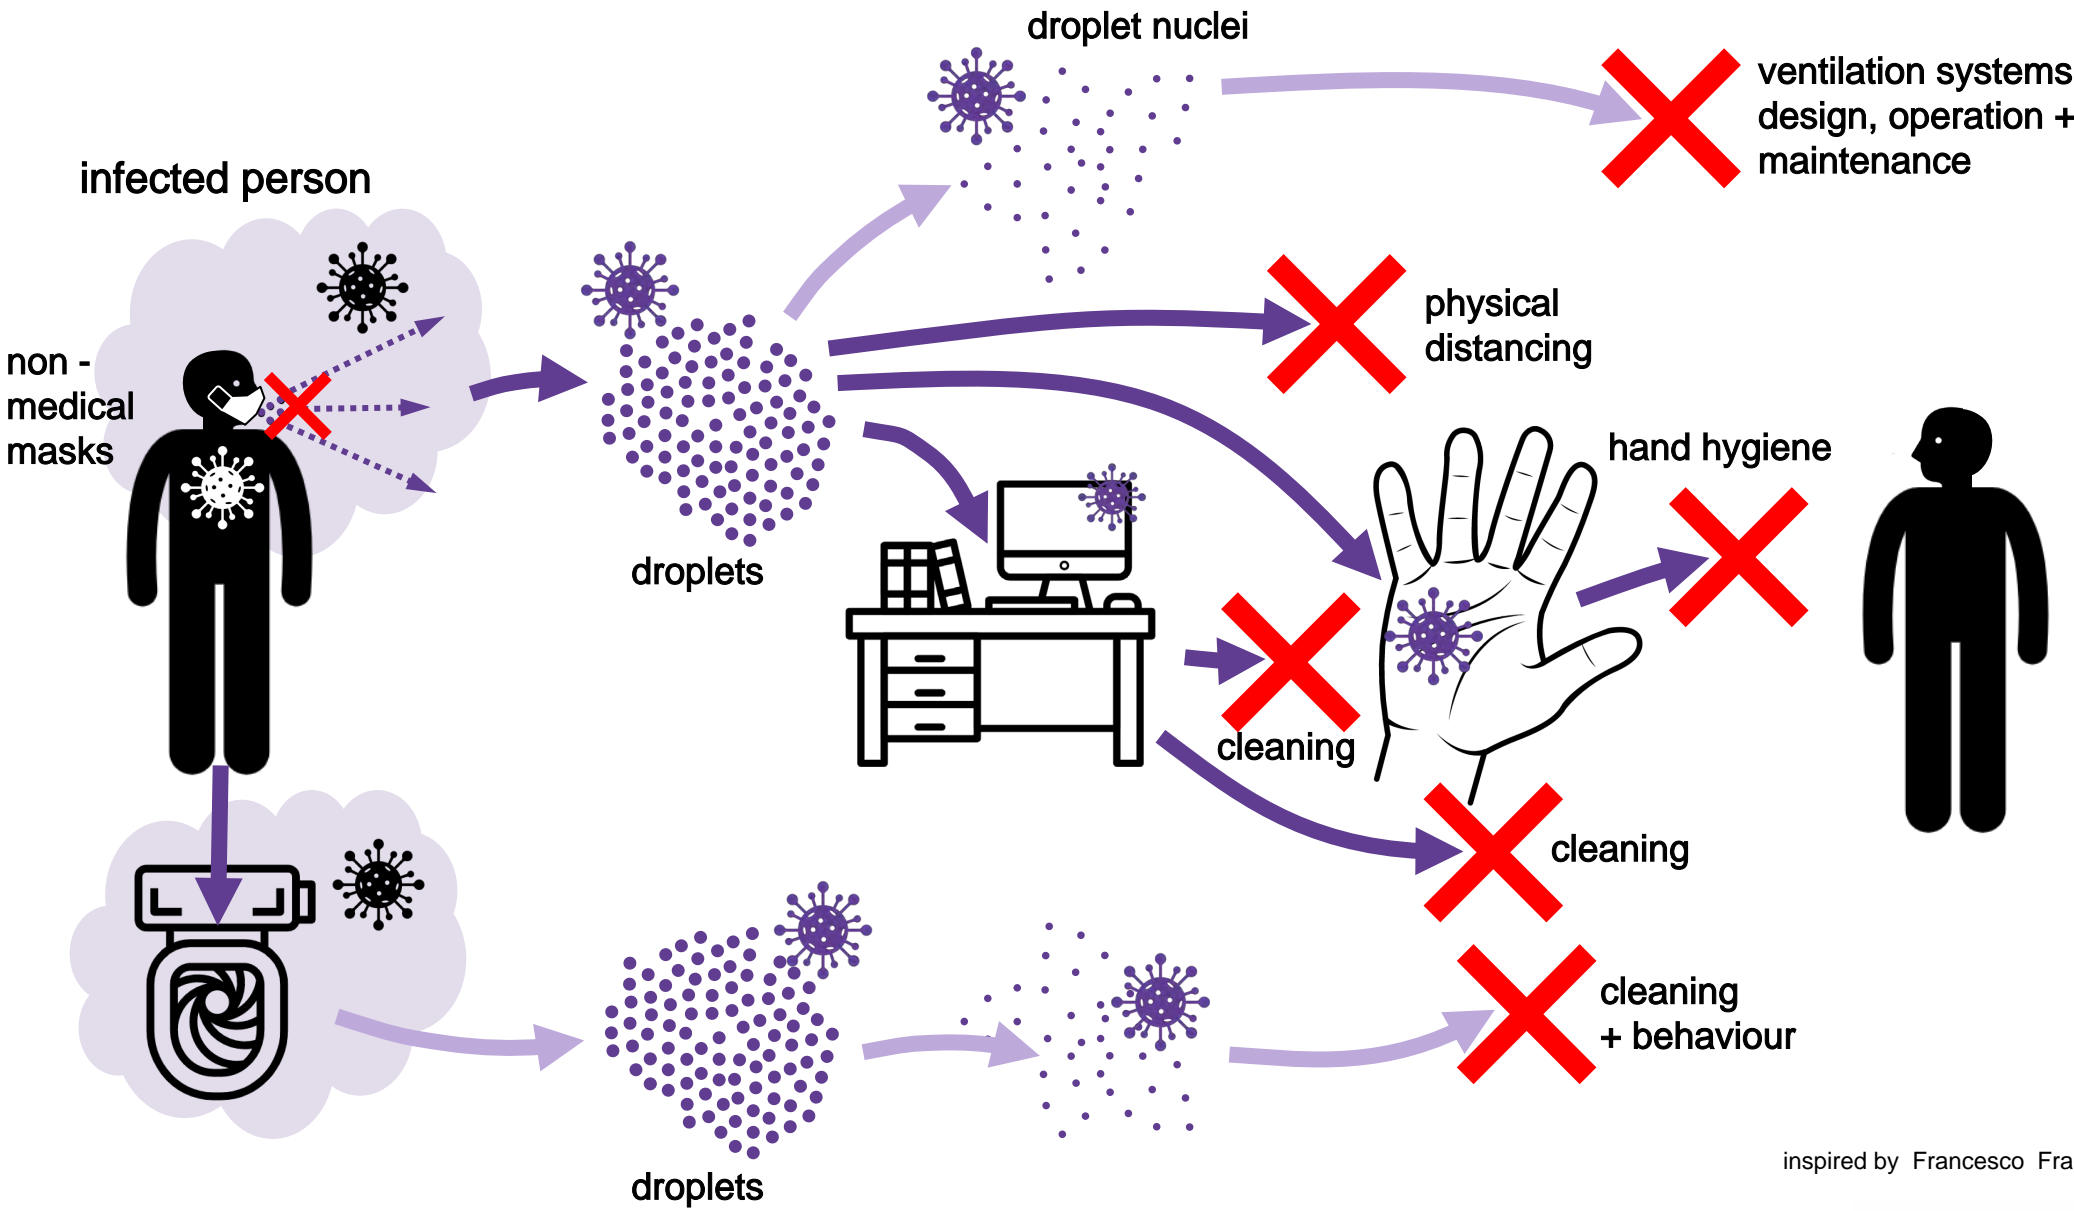 droplet nuclei
ventilation systems
design, operation +
maintenance
infected person
physical
distancing
non -
medical
masks
hand hygiene
droplets
cleaning
cleaning
cleaning
+ behaviour
inspired by Francesco Fra
droplets